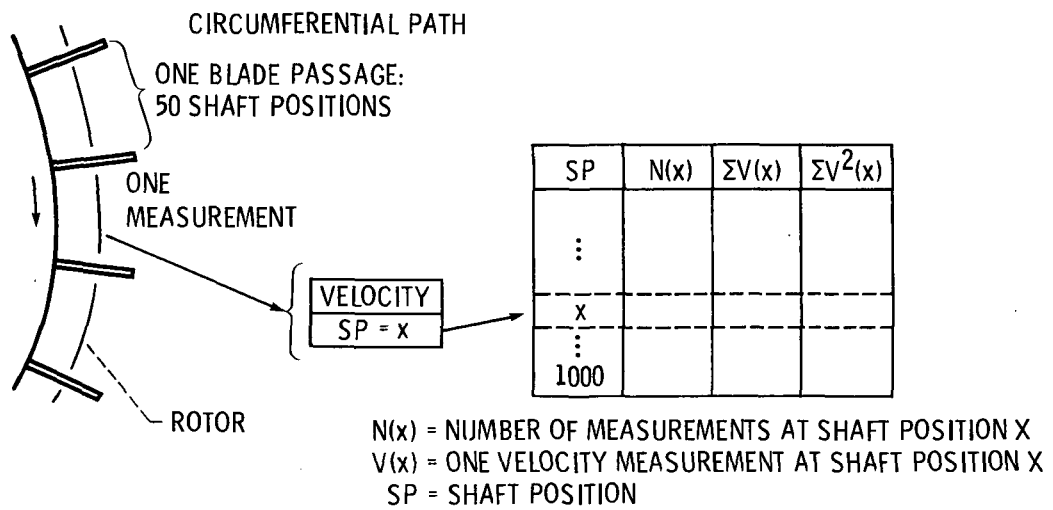 CIRCUMFERENTIAL PATH
ONE BLADE PASSAGE:
50 SHAFT POSITIONS
ONE
MEASUREMENT
VELOCITY
SP = x
SP N(x) ΣV(x) ΣV²(x)
⋮
x
⋮
1000
ROTOR
N(x) = NUMBER OF MEASUREMENTS AT SHAFT POSITION X
V(x) = ONE VELOCITY MEASUREMENT AT SHAFT POSITION X
SP = SHAFT POSITION